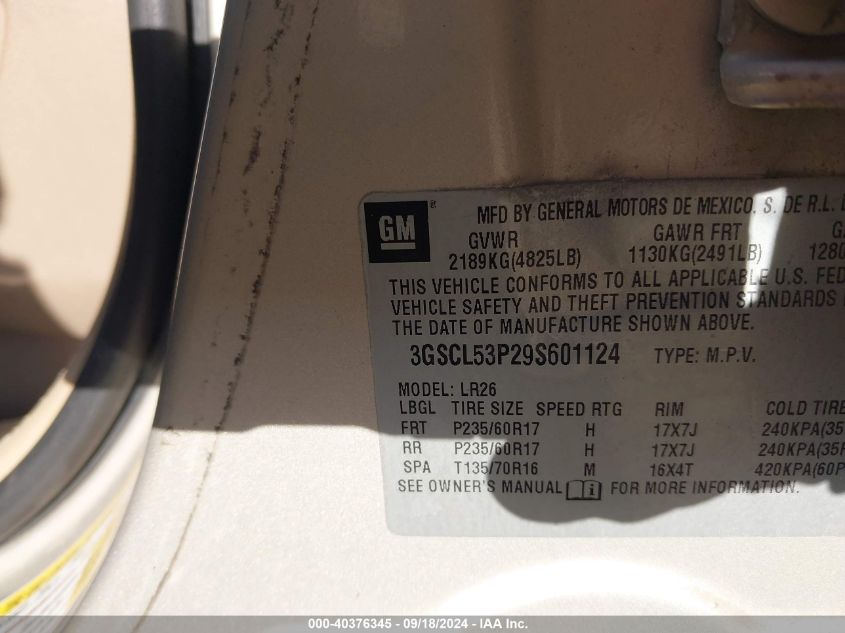 GM ®
MFD BY GENERAL MOTORS DE MEXICO. S. DE R.L.
GVWR GAWR FRT
2189KG(4825LB) 1130KG(2491LB) 1280
THIS VEHICLE CONFORMS TO ALL APPLICABLE U.S. FED
VEHICLE SAFETY AND THEFT PREVENTION STANDARDS
THE DATE OF MANUFACTURE SHOWN ABOVE.
3GSCL53P29S601124 TYPE: M.P.V.
MODEL: LR26
LBGL TIRE SIZE SPEED RTG RIM COLD TIRE
FRT P235/60R17 H 17X7J 240KPA(35
RR P235/60R17 H 17X7J 240KPA(35
SPA T135/70R16 M 16X4T 420KPA(60P
SEE OWNER'S MANUAL i FOR MORE INFORMATION.
000-40376345 - 09/18/2024 - IAA Inc.